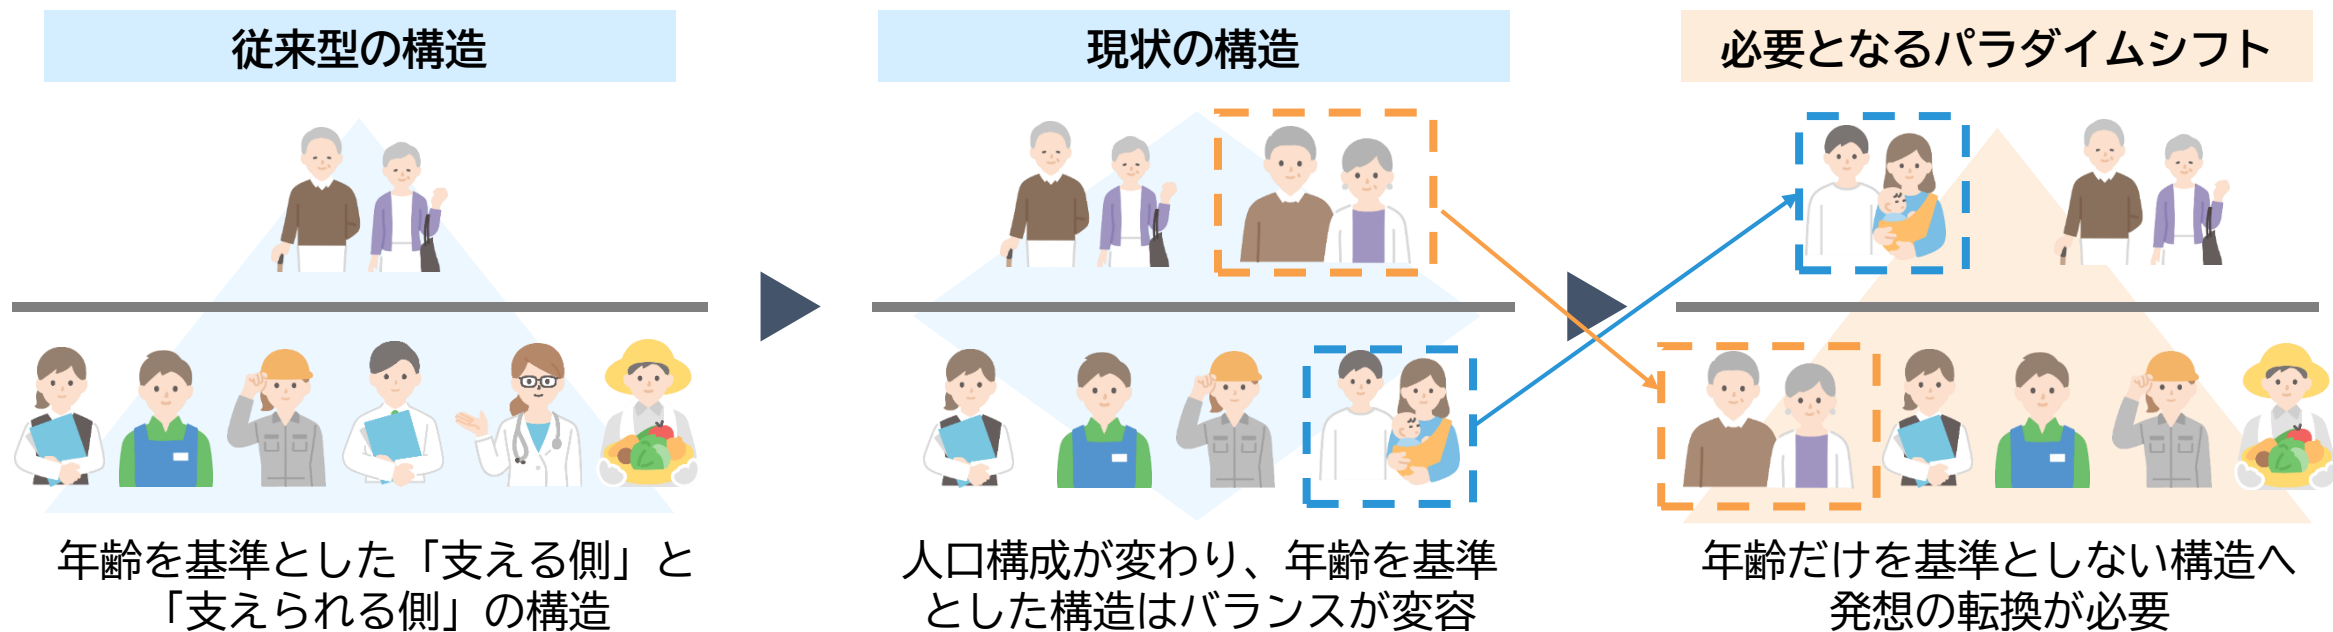 従来型の構造
現状の構造
必要となるパラダイムシフト
年齢を基準とした「支える側」と
「支えられる側」の構造
人口構成が変わり、年齢を基準
とした構造はバランスが変容
年齢だけを基準としない構造へ
発想の転換が必要